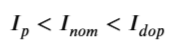 I_p < I_nom < I_dop